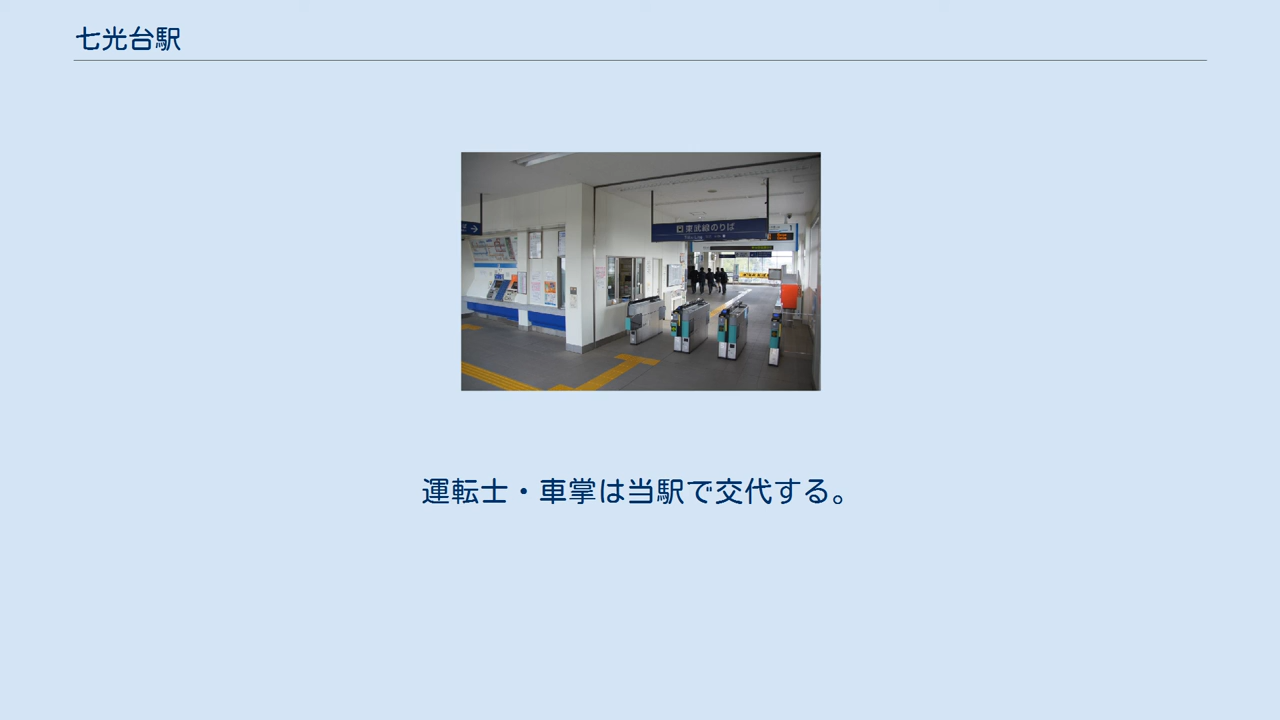 七光台駅
東武線のりば
運転士・車掌は当駅で交代する。